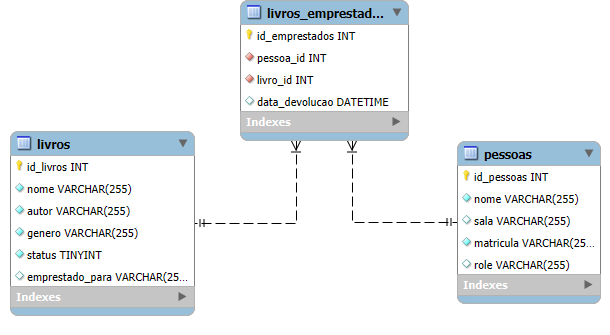 livros_emprestad...
id_emprestados INT
pessoa_id INT
livro_id INT
data_devolucao DATETIME
Indexes
livros
id_livros INT
nome VARCHAR(255)
autor VARCHAR(255)
genero VARCHAR(255)
status TINYINT
emprestado_para VARCHAR(25...
Indexes
pessoas
id_pessoas INT
nome VARCHAR(255)
sala VARCHAR(255)
matricula VARCHAR(25...
role VARCHAR(255)
Indexes